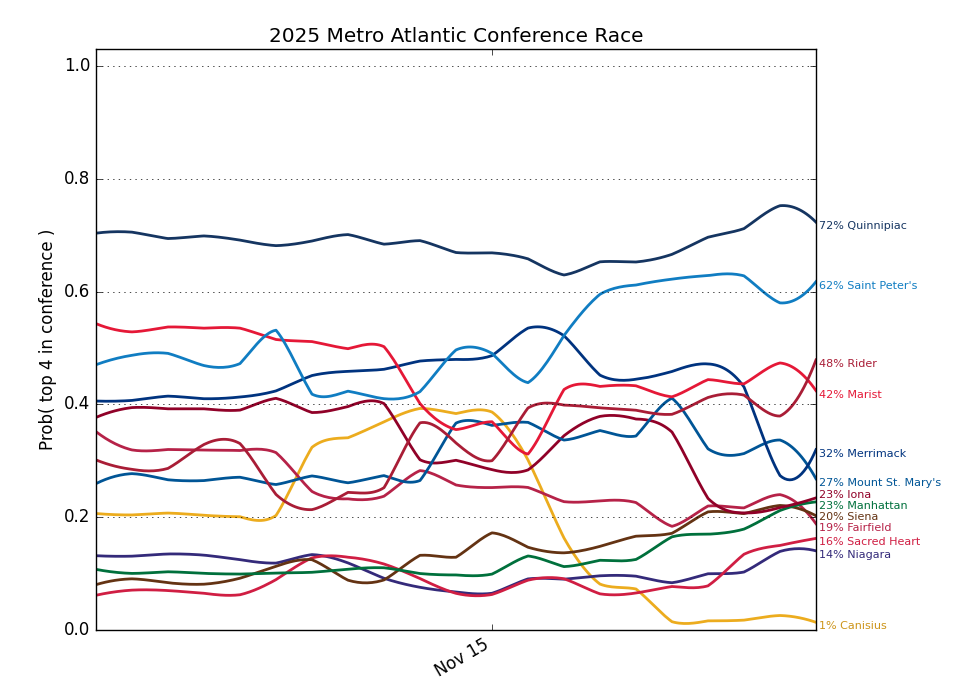 2025 Metro Atlantic Conference Race
1.0
0.8
0.6
0.4
0.2
0.0
Prob( top 4 in conference )
Nov 15
72% Quinnipiac
62% Saint Peter's
48% Rider
42% Marist
32% Merrimack
27% Mount St. Mary's
23% Iona
23% Manhattan
20% Siena
19% Fairfield
16% Sacred Heart
14% Niagara
1% Canisius